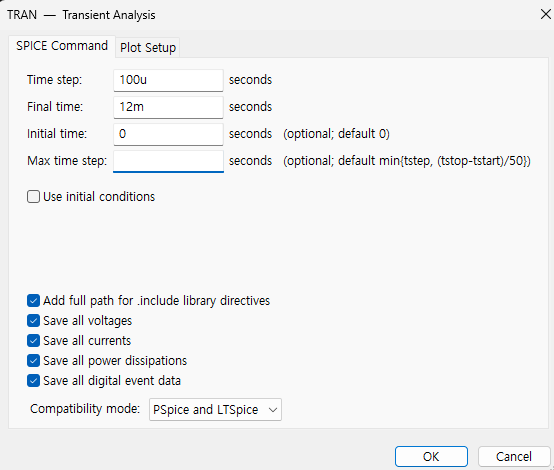 TRAN — Transient Analysis
SPICE Command Plot Setup
Time step: 100u seconds
Final time: 12m seconds
Initial time: 0 seconds (optional; default 0)
Max time step: seconds (optional; default min{tstep, (tstop-tstart)/50})
Use initial conditions
Add full path for .include library directives
Save all voltages
Save all currents
Save all power dissipations
Save all digital event data
Compatibility mode: PSpice and LTSpice
OK Cancel